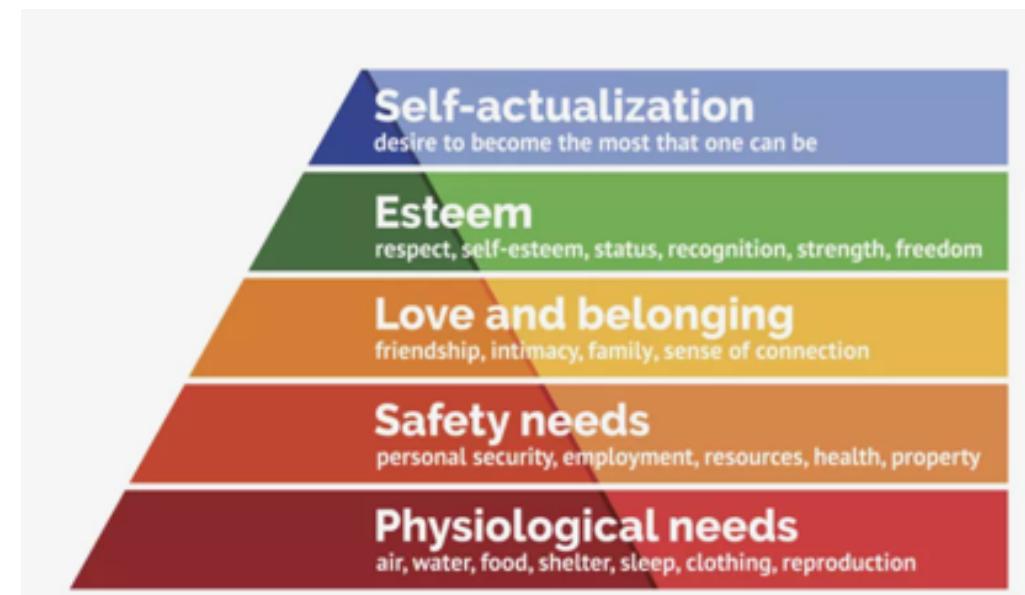 Self-actualization
desire to become the most that one can be
Esteem
respect, self-esteem, status, recognition, strength, freedom
Love and belonging
friendship, intimacy, family, sense of connection
Safety needs
personal security, employment, resources, health, property
Physiological needs
air, water, food, shelter, sleep, clothing, reproduction